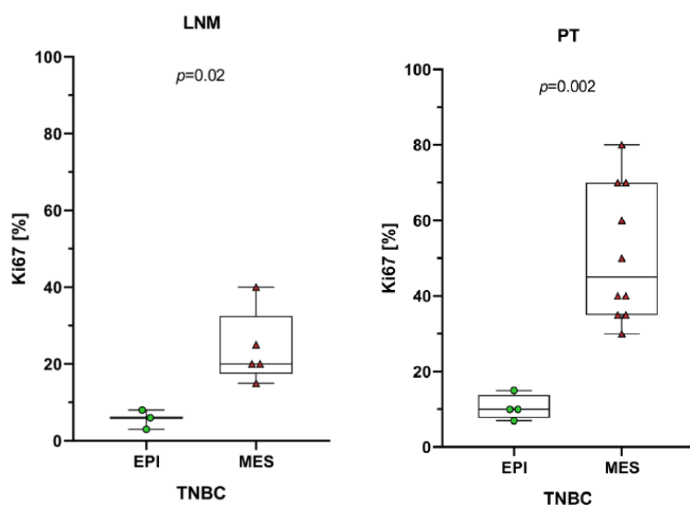 LNM
p=0.02
Ki67 [%]
100
80
60
40
20
0
EPI MES
TNBC
PT
p=0.002
Ki67 [%]
100
80
60
40
20
0
EPI MES
TNBC